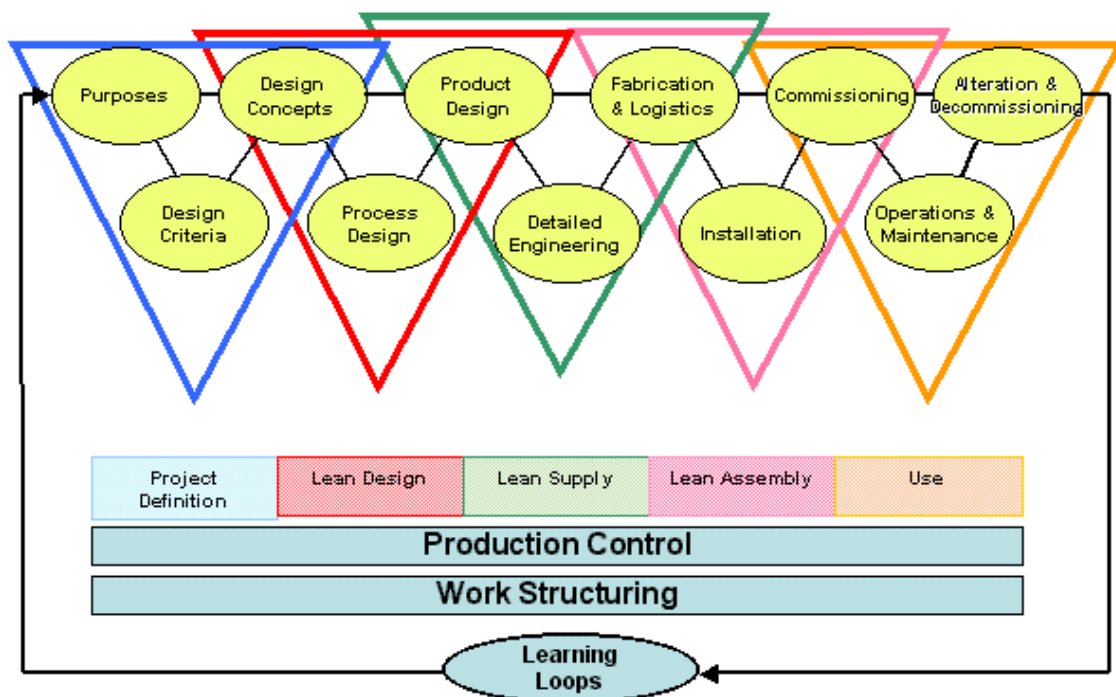 Purposes
Design
Concepts
Product
Design
Fabrication
& Logistics
Commissioning
Alteration &
Decommissioning
Design
Criteria
Process
Design
Detailed
Engineering
Installation
Operations &
Maintenance
Project
Definition
Lean Design
Lean Supply
Lean Assembly
Use
Production Control
Work Structuring
Learning
Loops